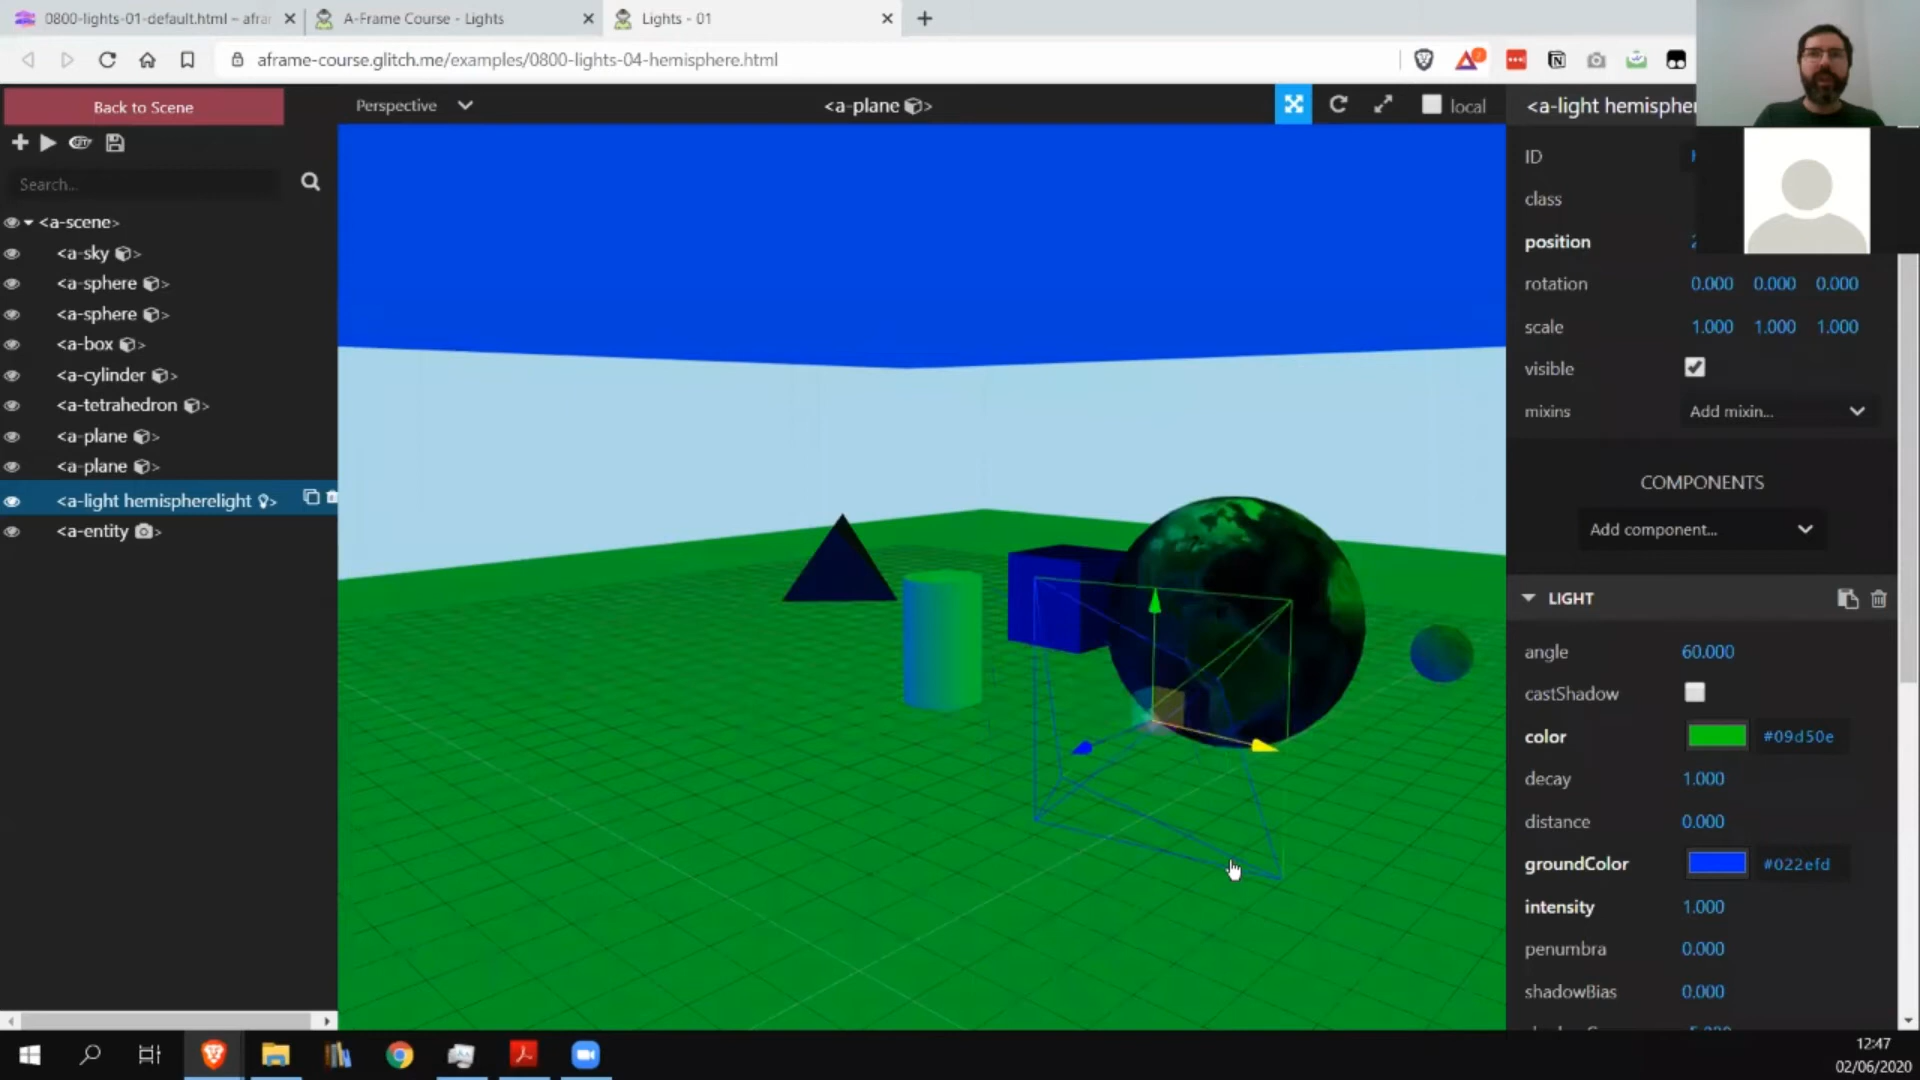 0800-lights-01-default.html – afra
A-Frame Course - Lights
Lights - 01
aframe-course.glitch.me/examples/0800-lights-04-hemisphere.html
Back to Scene
Perspective
<a-plane >
local
<a-light hemispher
Search...
<a-scene>
<a-sky >
<a-sphere >
<a-sphere >
<a-box >
<a-cylinder >
<a-tetrahedron >
<a-plane >
<a-plane >
<a-light hemispherelight >
<a-entity >
ID
class
position
rotation 0.000 0.000 0.000
scale 1.000 1.000 1.000
visible
mixins Add mixin...
COMPONENTS
Add component...
LIGHT
angle 60.000
castShadow
color #09d50e
decay 1.000
distance 0.000
groundColor #022efd
intensity 1.000
penumbra 0.000
shadowBias 0.000
12:47
02/06/2020